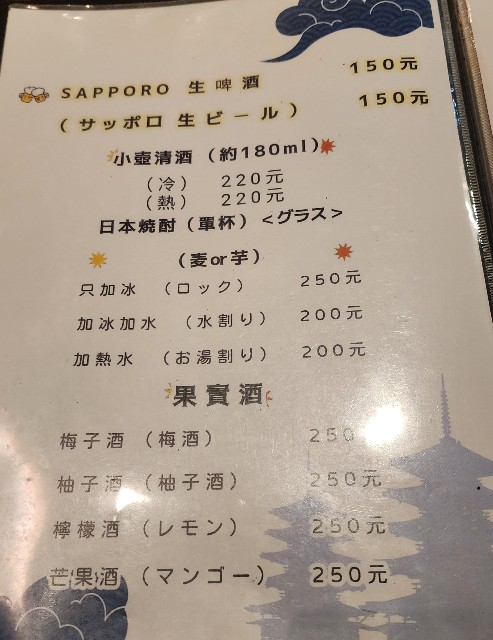 SAPPORO 生啤酒 150元
（サッポロ 生ビール） 150元
小壺清酒（約180ml）
（冷） 220元
（熱） 220元
日本燒酎（單杯）＜グラス＞
（麦or芋）
只加冰 （ロック） 250元
加冰加水 （水割り） 200元
加熱水 （お湯割り） 200元
果實酒
梅子酒（梅酒） 250
柚子酒（柚子酒） 250元
檸檬酒（レモン） 250元
芒果酒（マンゴー） 250元